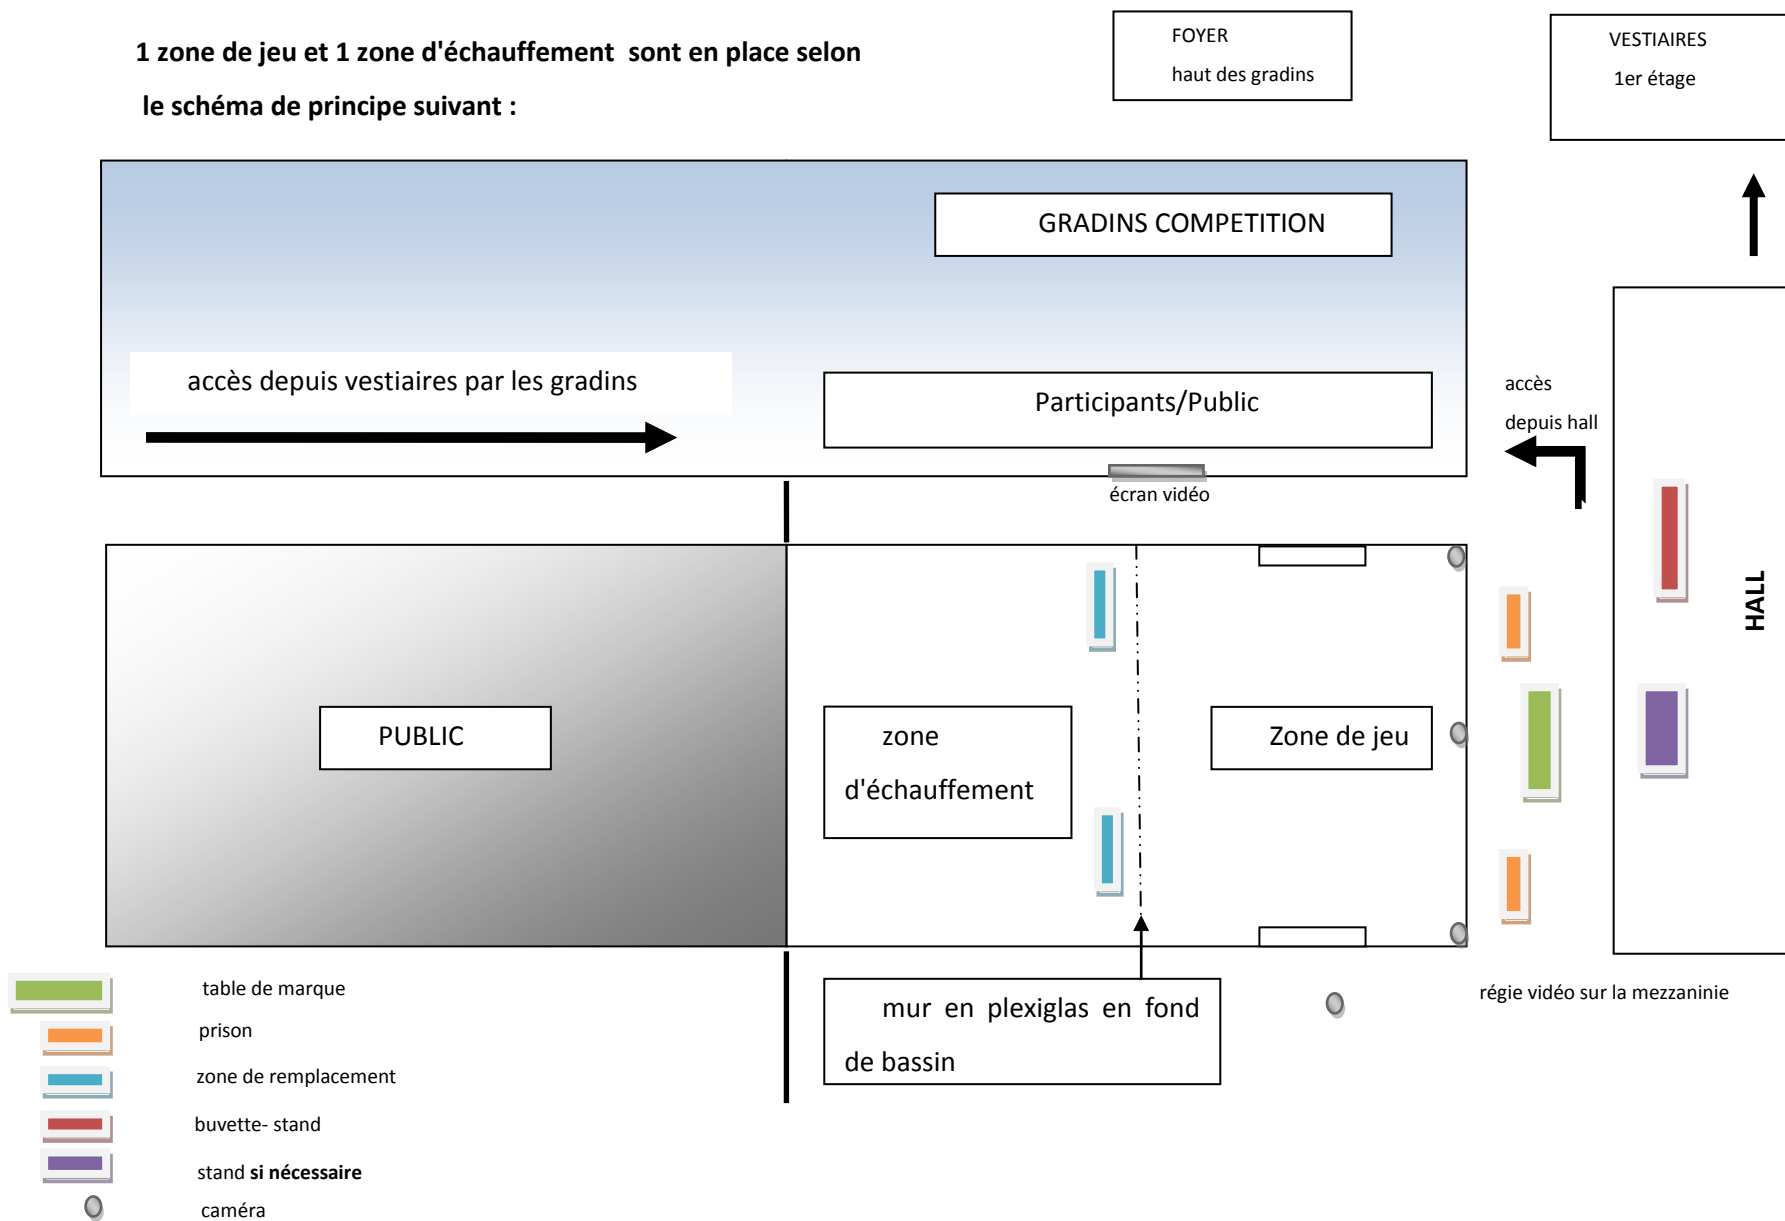 1 zone de jeu et 1 zone d'échauffement sont en place selon
le schéma de principe suivant :
FOYER
haut des gradins
VESTIAIRES
1er étage
GRADINS COMPETITION
accès depuis vestiaires par les gradins
Participants/Public
accès
depuis hall
écran vidéo
HALL
PUBLIC
zone
d'échauffement
Zone de jeu
mur en plexiglas en fond
de bassin
régie vidéo sur la mezzaninie
table de marque
prison
zone de remplacement
buvette- stand
stand si nécessaire
caméra